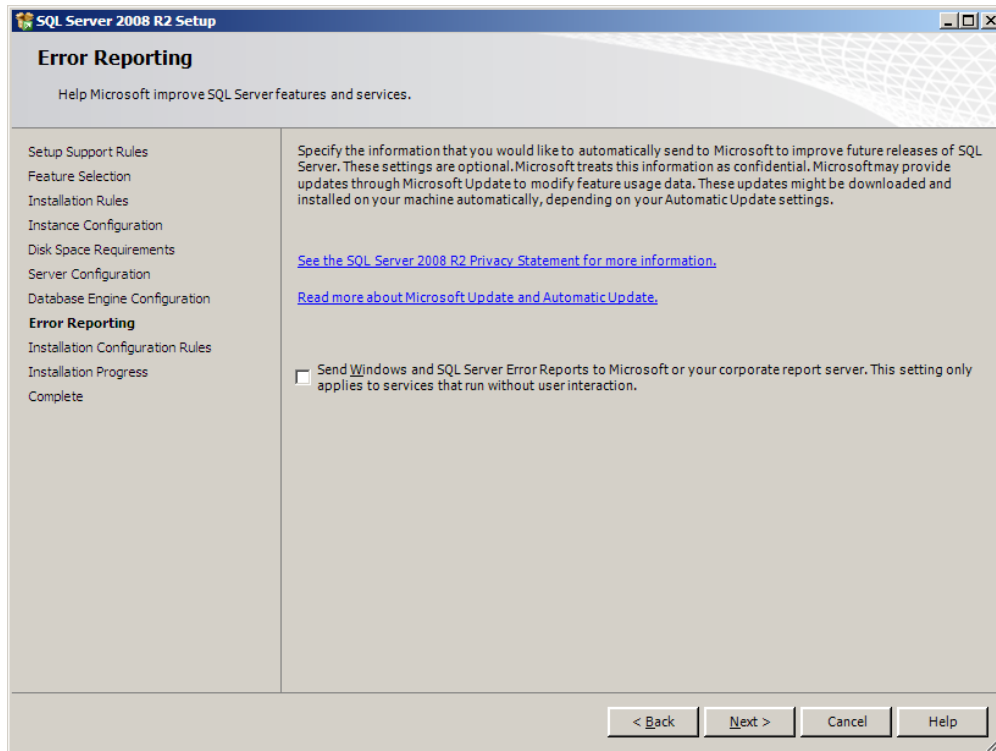 SQL Server 2008 R2 Setup
Error Reporting
Help Microsoft improve SQL Server features and services.
Setup Support Rules
Feature Selection
Installation Rules
Instance Configuration
Disk Space Requirements
Server Configuration
Database Engine Configuration
Error Reporting
Installation Configuration Rules
Installation Progress
Complete
Specify the information that you would like to automatically send to Microsoft to improve future releases of SQL
Server. These settings are optional. Microsoft treats this information as confidential. Microsoft may provide
updates through Microsoft Update to modify feature usage data. These updates might be downloaded and
installed on your machine automatically, depending on your Automatic Update settings.
See the SQL Server 2008 R2 Privacy Statement for more information.
Read more about Microsoft Update and Automatic Update.
Send Windows and SQL Server Error Reports to Microsoft or your corporate report server. This setting only
applies to services that run without user interaction.
< Back Next > Cancel Help